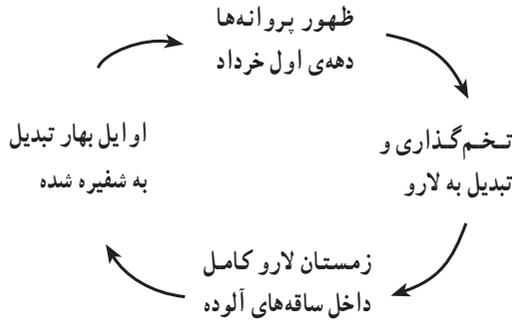 ظهور پروانه‌ها
دهه‌ی اول خرداد
تخم‌گذاری و
تبدیل به لارو
زمستان لارو کامل
داخل ساقه‌های آلوده
اوایل بهار تبدیل
به شفیره شده